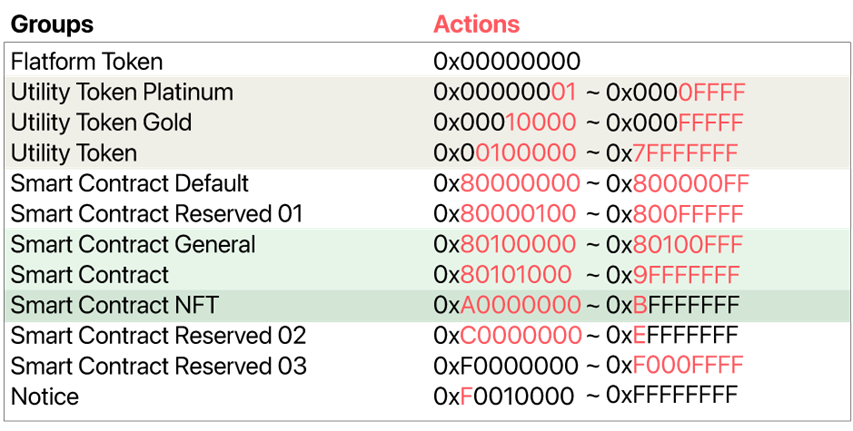 Groups Actions
Flatform Token 0x00000000
Utility Token Platinum 0x00000001 ~ 0x0000FFFF
Utility Token Gold 0x00010000 ~ 0x000FFFFF
Utility Token 0x00100000 ~ 0x7FFFFFFF
Smart Contract Default 0x80000000 ~ 0x800000FF
Smart Contract Reserved 01 0x80000100 ~ 0x800FFFFF
Smart Contract General 0x80100000 ~ 0x80100FFF
Smart Contract 0x80101000 ~ 0x9FFFFFFF
Smart Contract NFT 0xA0000000 ~ 0xBFFFFFFF
Smart Contract Reserved 02 0xC0000000 ~ 0xEFFFFFFF
Smart Contract Reserved 03 0xF0000000 ~ 0xF000FFFF
Notice 0xF0010000 ~ 0xFFFFFFFF